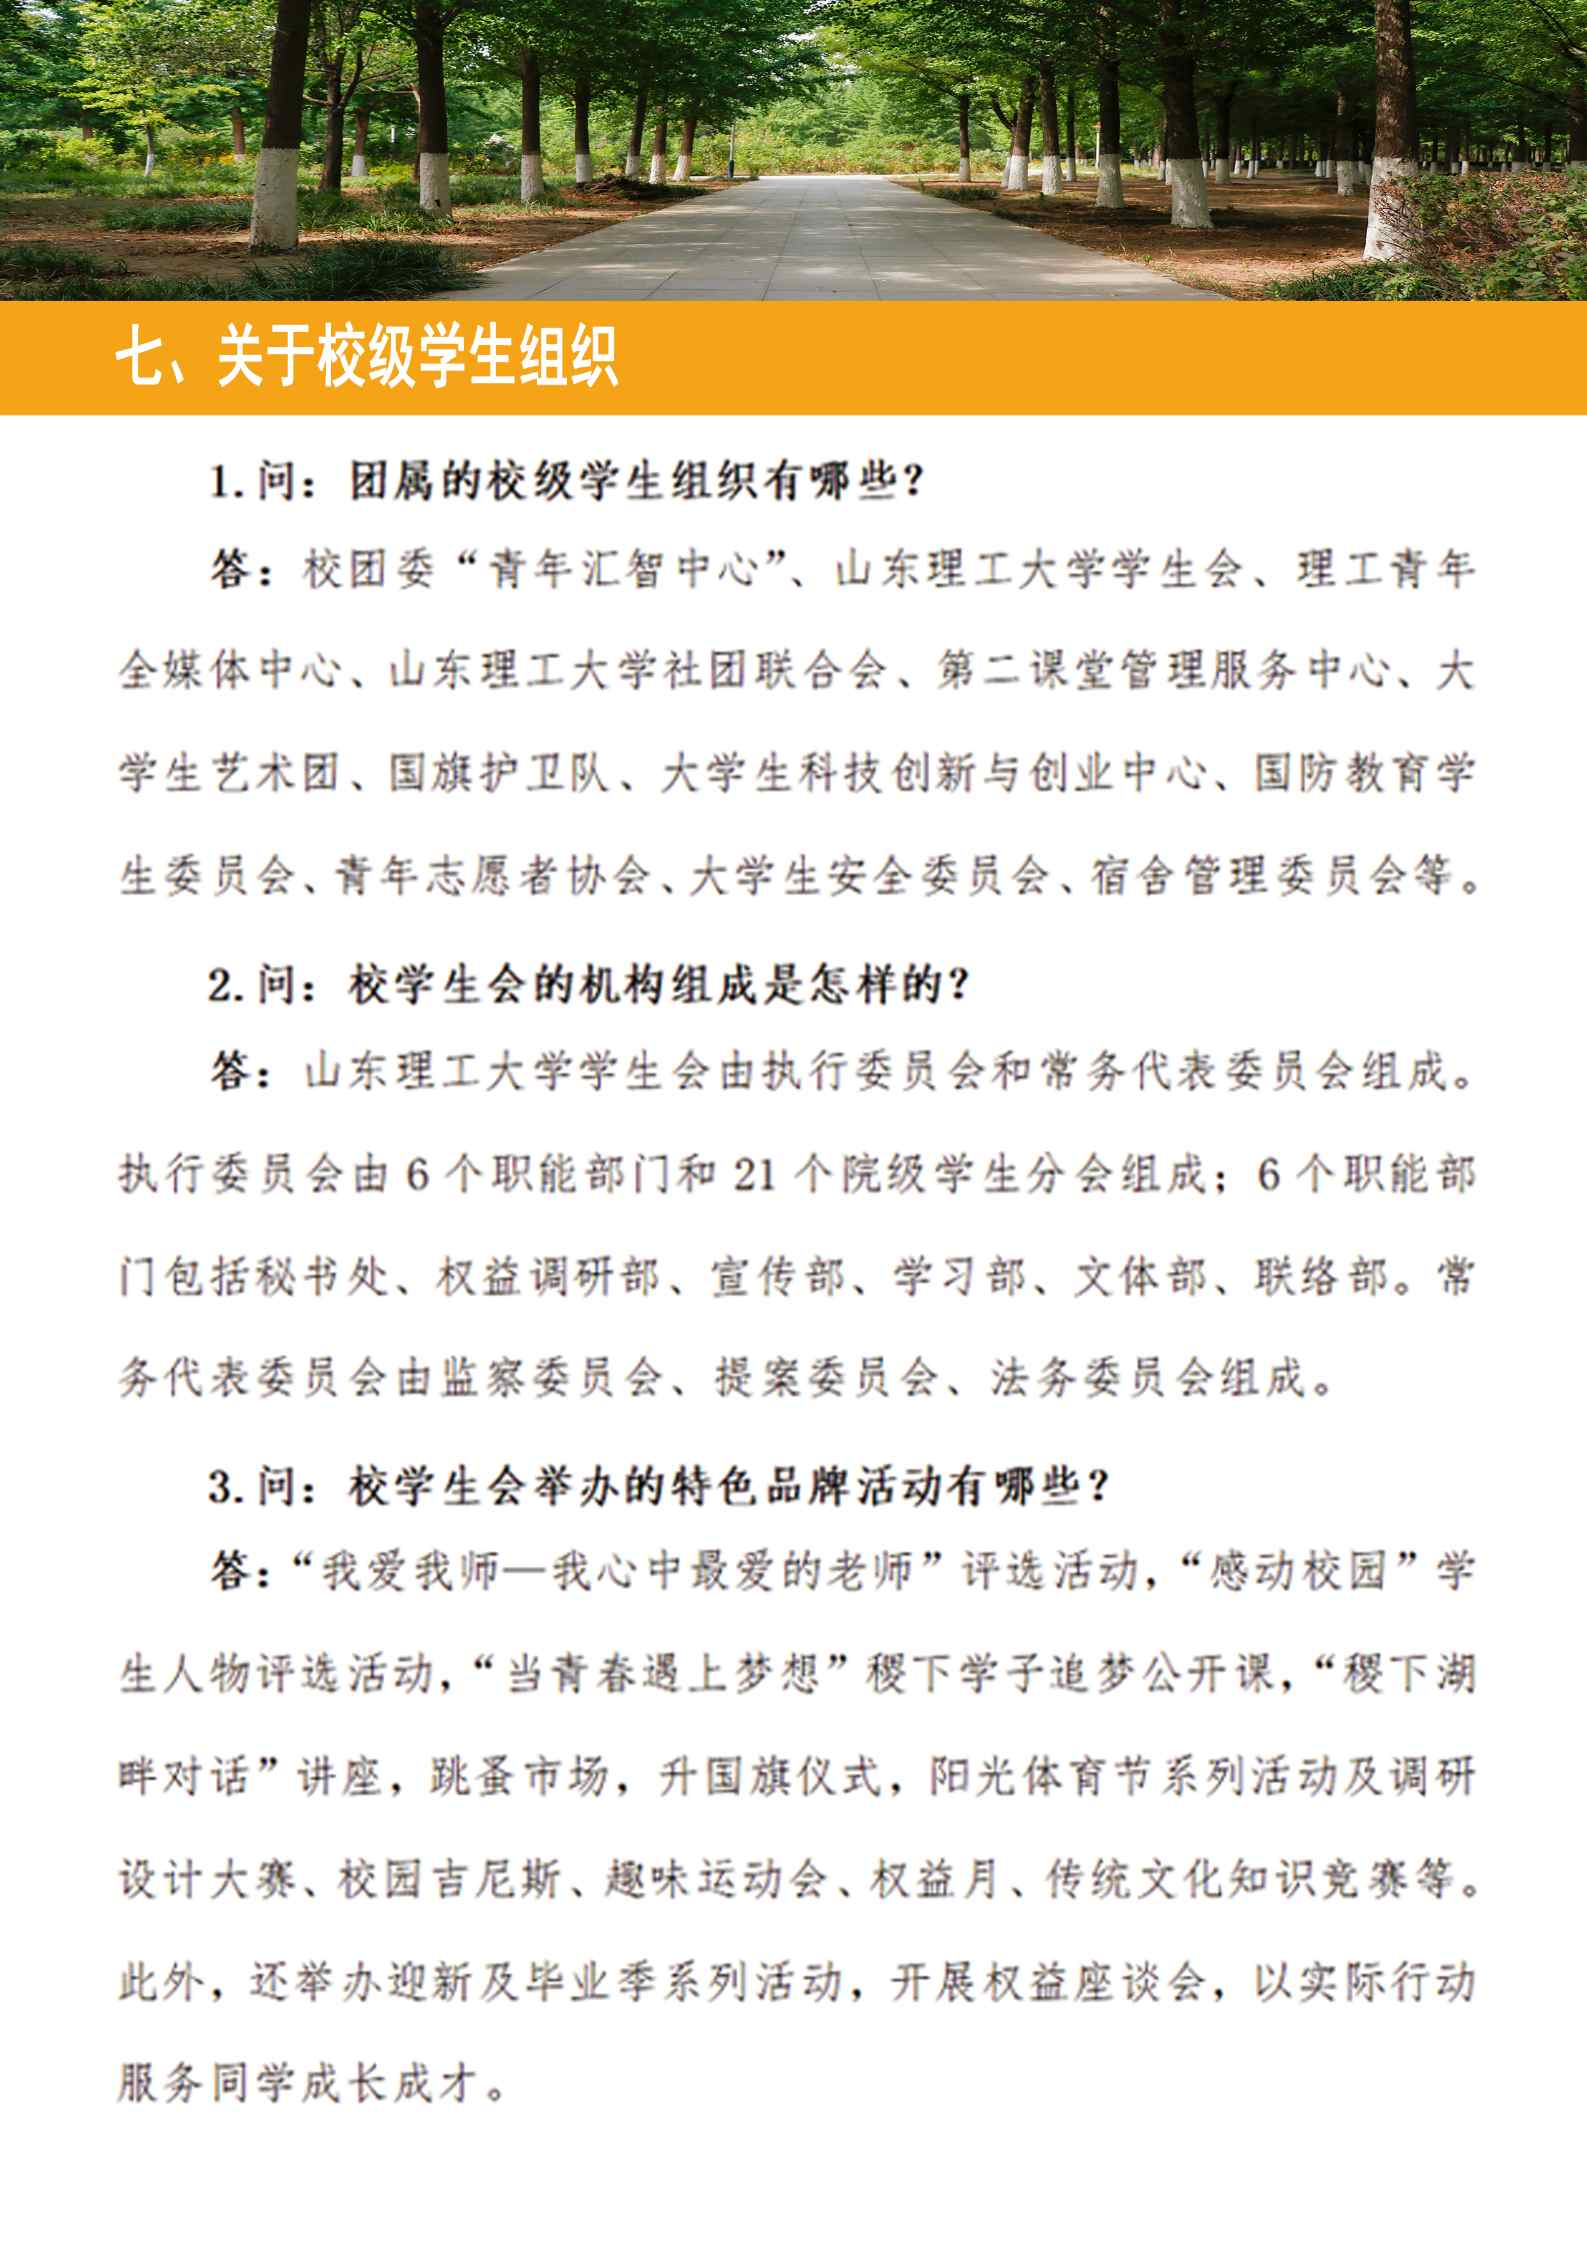 七、关于校级学生组织
1.问：团属的校级学生组织有哪些？
答：校团委“青年汇智中心”、山东理工大学学生会、理工青年
全媒体中心、山东理工大学社团联合会、第二课堂管理服务中心、大
学生艺术团、国旗护卫队、大学生科技创新与创业中心、国防教育学
生委员会、青年志愿者协会、大学生安全委员会、宿舍管理委员会等。
2.问：校学生会的机构组成是怎样的？
答：山东理工大学学生会由执行委员会和常务代表委员会组成。
执行委员会由 6 个职能部门和 21 个院级学生分会组成；6 个职能部
门包括秘书处、权益调研部、宣传部、学习部、文体部、联络部。常
务代表委员会由监察委员会、提案委员会、法务委员会组成。
3.问：校学生会举办的特色品牌活动有哪些？
答：“我爱我师—我心中最爱的老师”评选活动，“感动校园”学
生人物评选活动，“当青春遇上梦想”稷下学子追梦公开课，“稷下湖
畔对话”讲座，跳蚤市场，升国旗仪式，阳光体育节系列活动及调研
设计大赛、校园吉尼斯、趣味运动会、权益月、传统文化知识竞赛等。
此外，还举办迎新及毕业季系列活动，开展权益座谈会，以实际行动
服务同学成长成才。